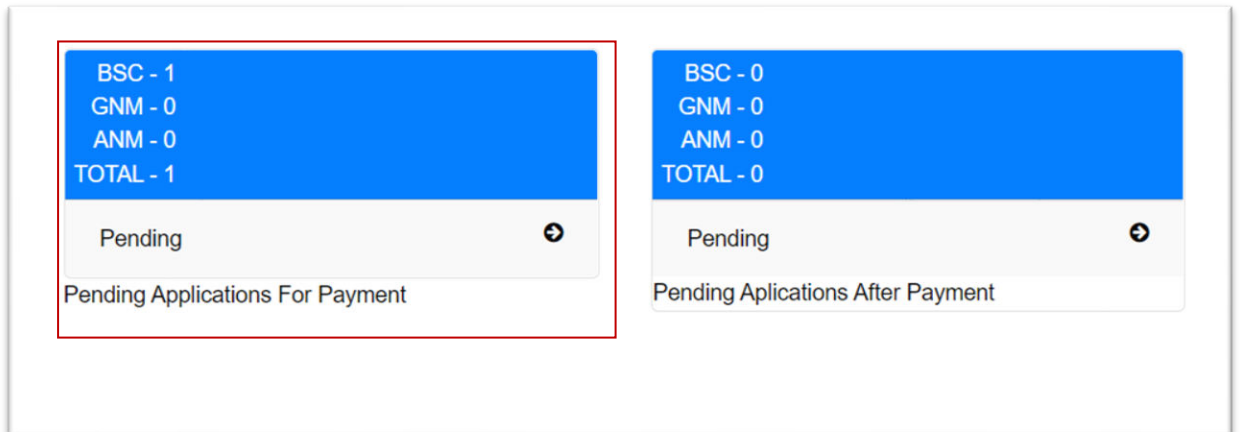 BSC - 1
GNM - 0
ANM - 0
TOTAL - 1
Pending
Pending Applications For Payment
BSC - 0
GNM - 0
ANM - 0
TOTAL - 0
Pending
Pending Aplications After Payment